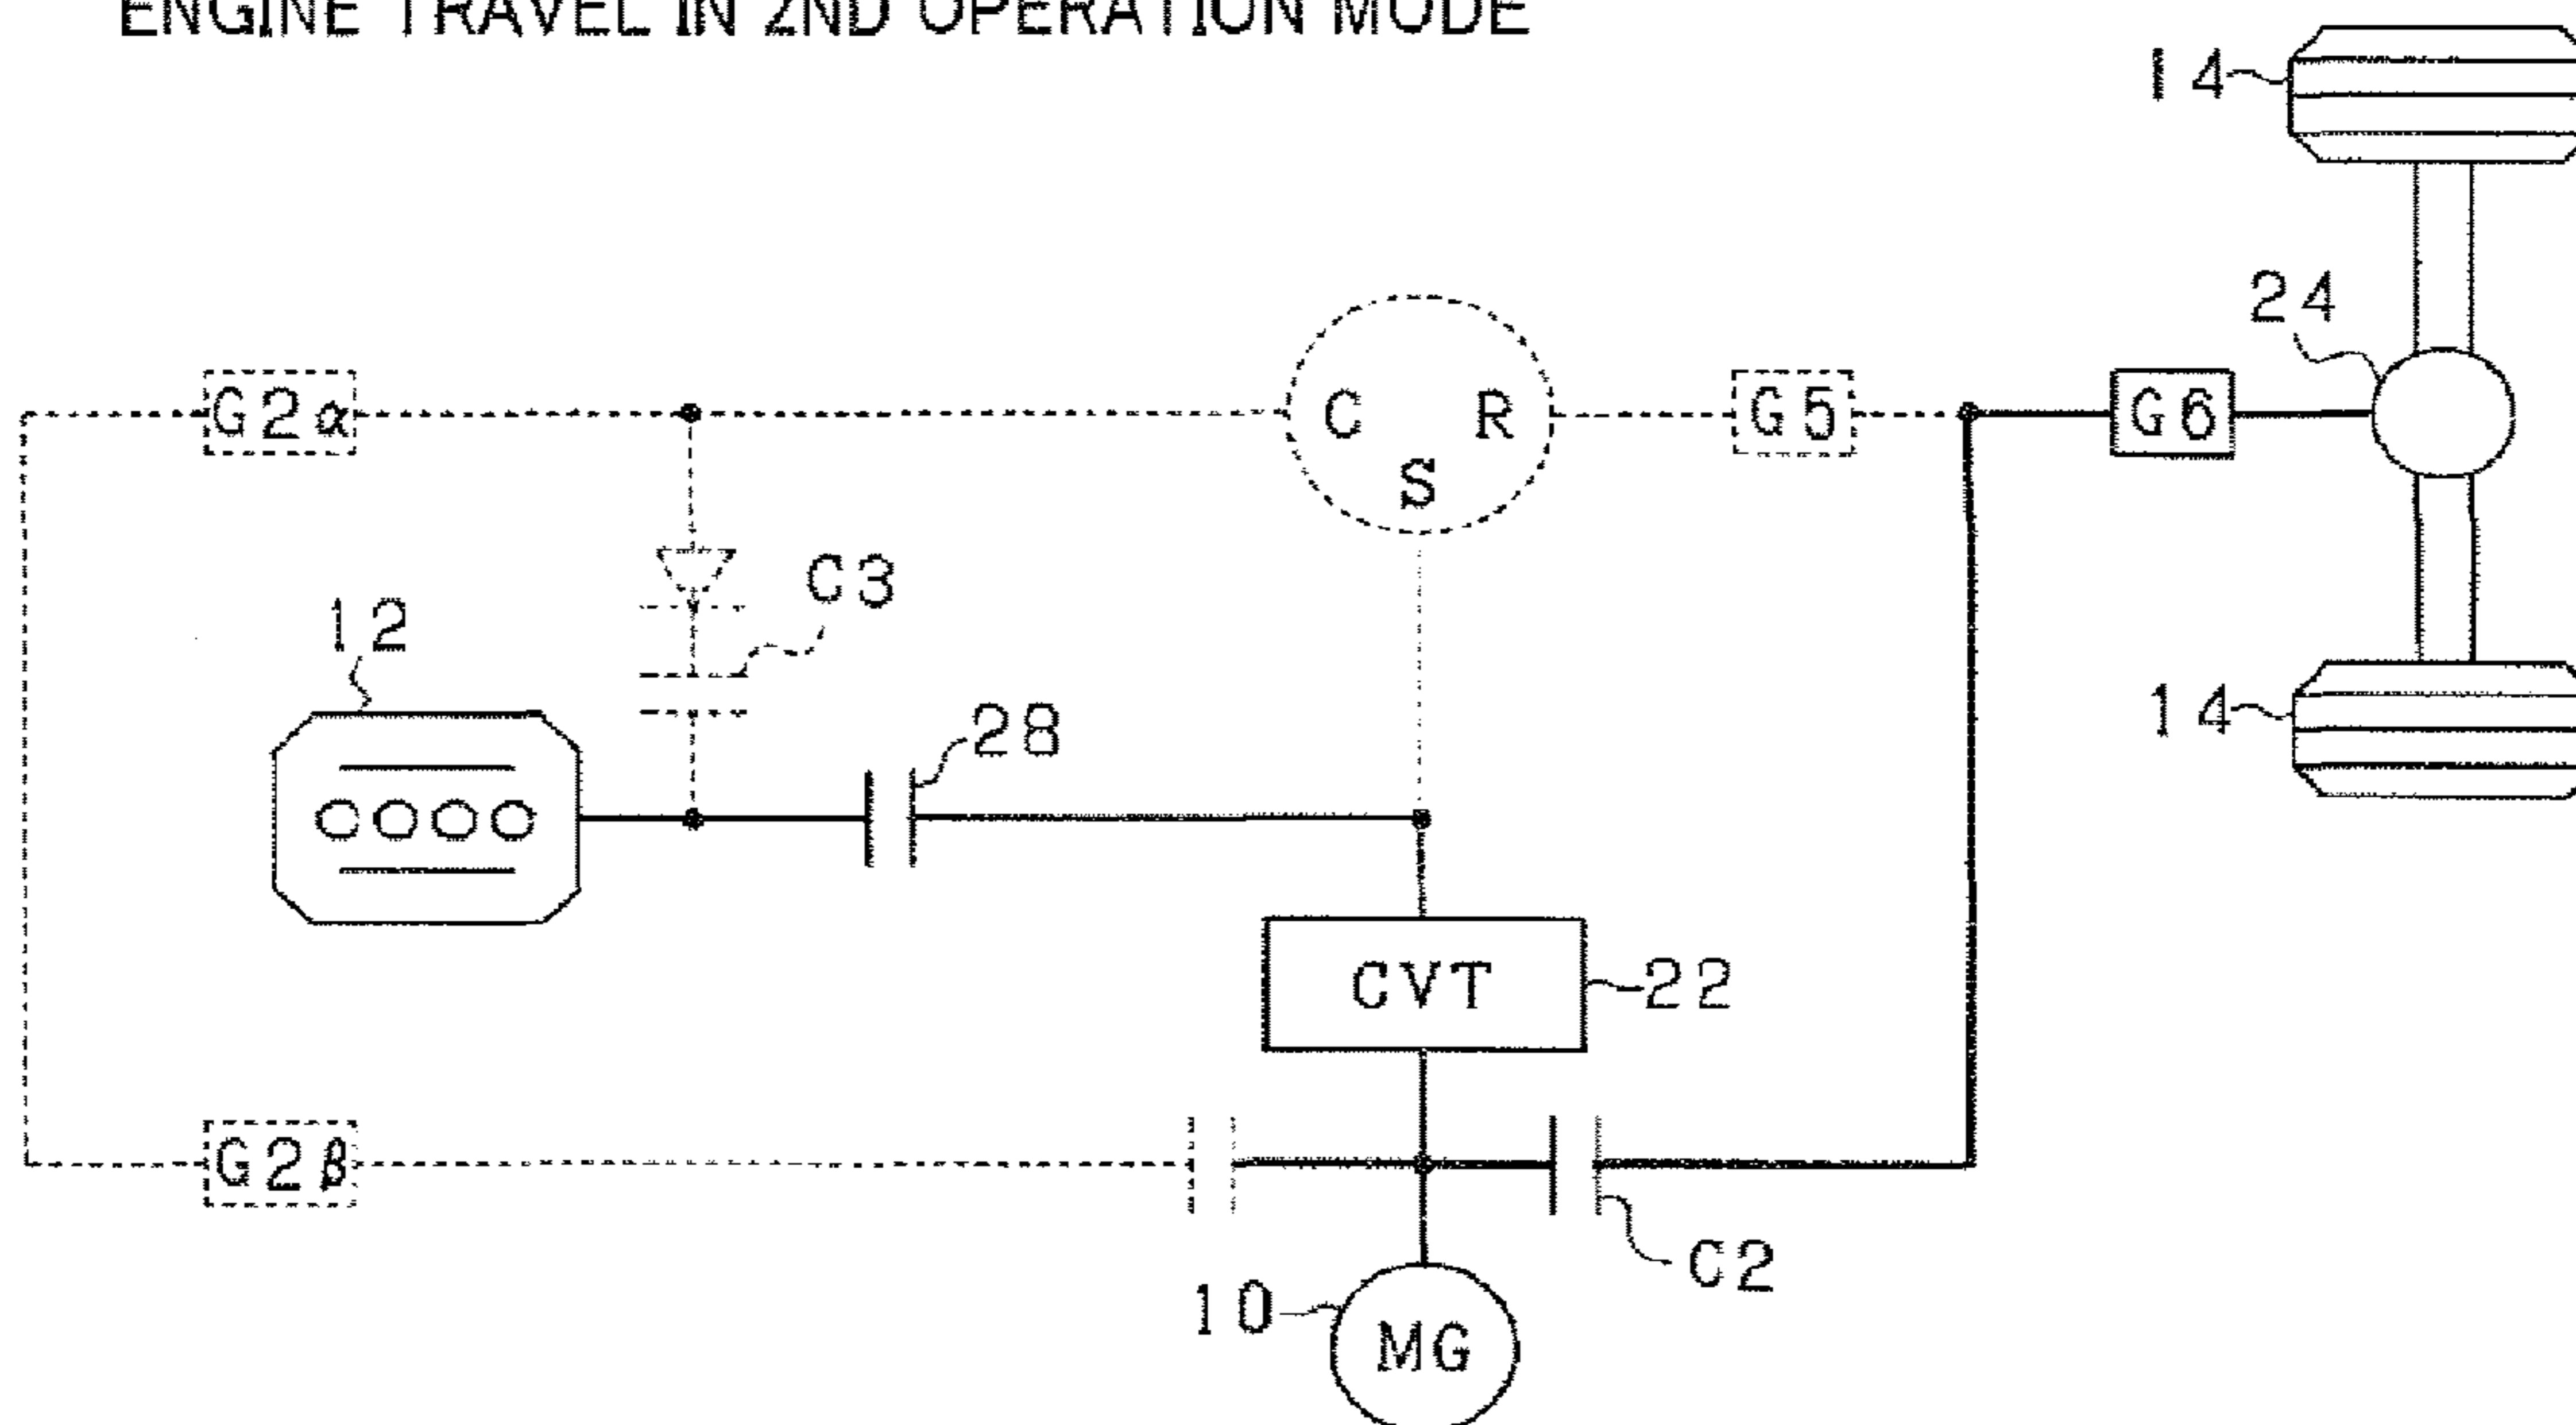 ENGINE TRAVEL IN 2ND OPERATION MODE
14
24
G2α
C R
S
G5
G6
C3
12
28
14
CVT
22
G2β
C2
10
MG